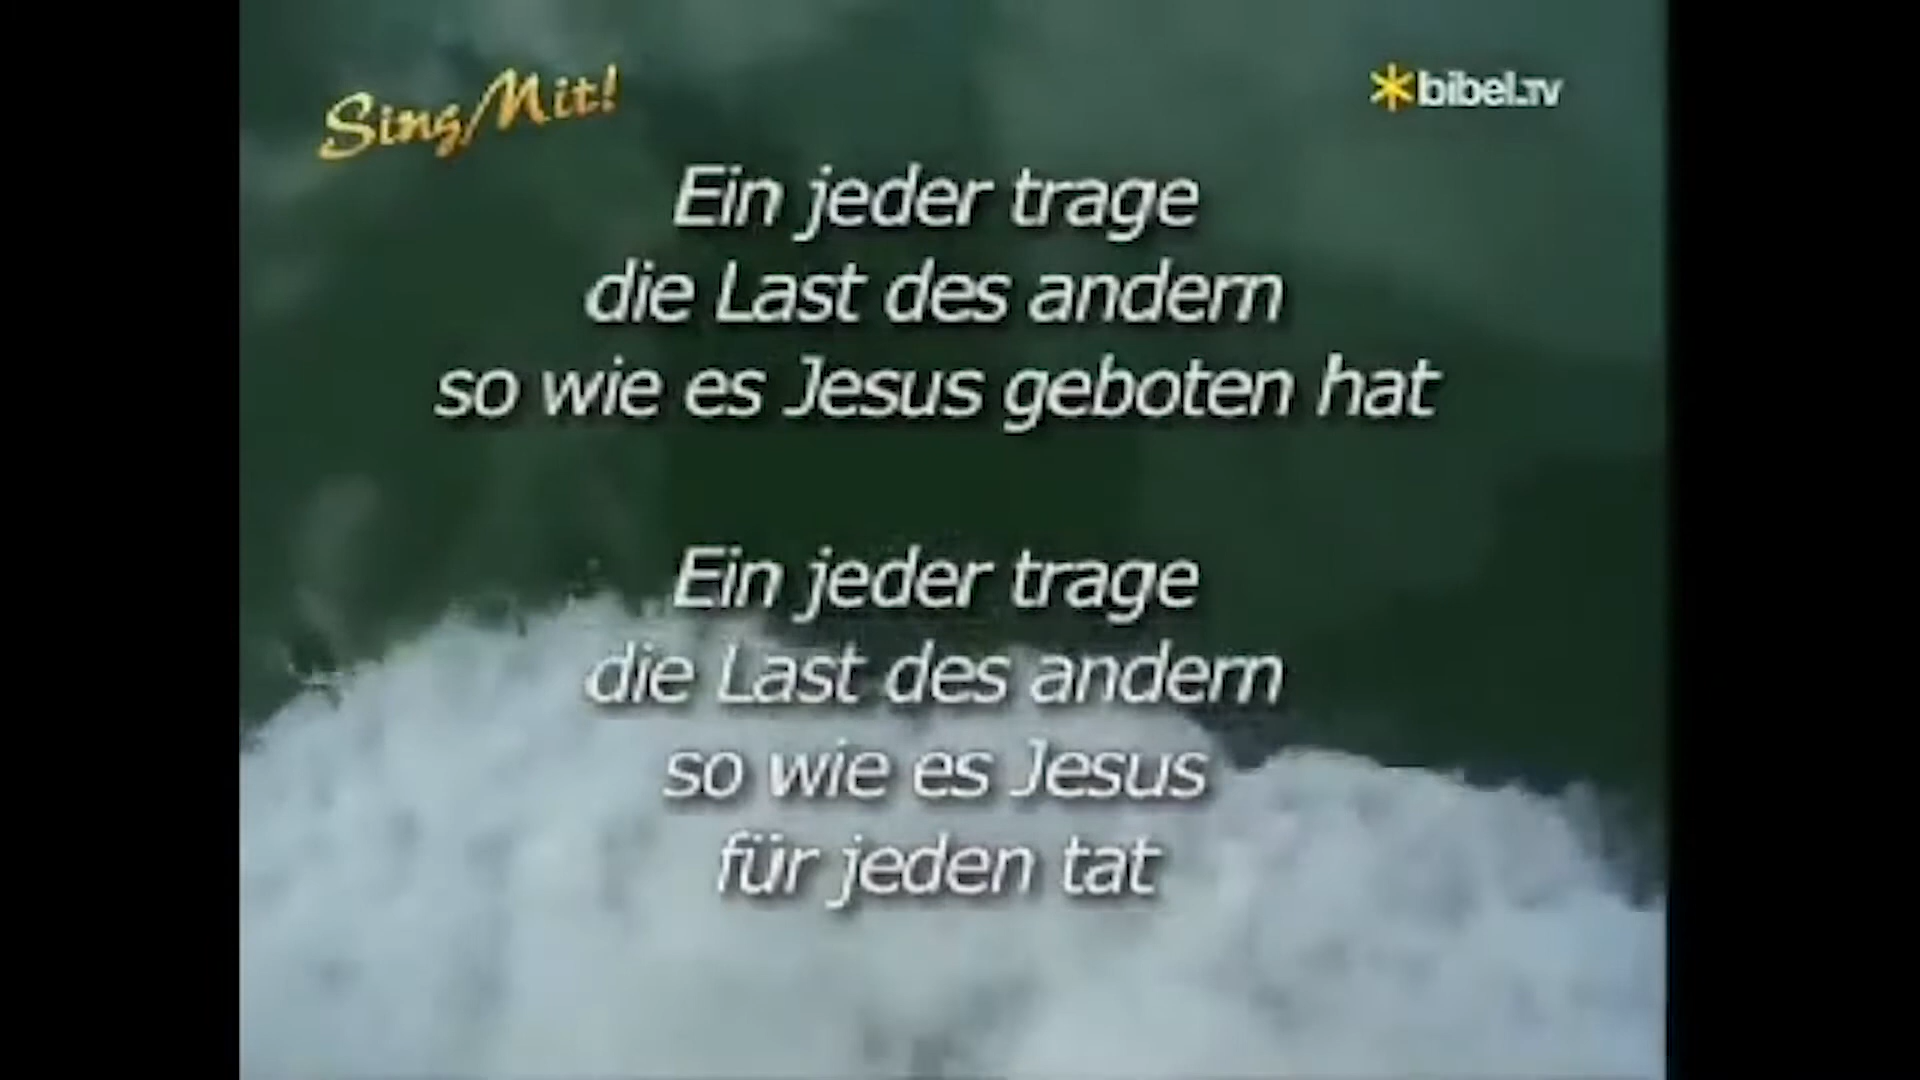 Sing Mit!
bibel.TV
Ein jeder trage
die Last des andern
so wie es Jesus geboten hat
Ein jeder trage
die Last des andern
so wie es Jesus
für jeden tat